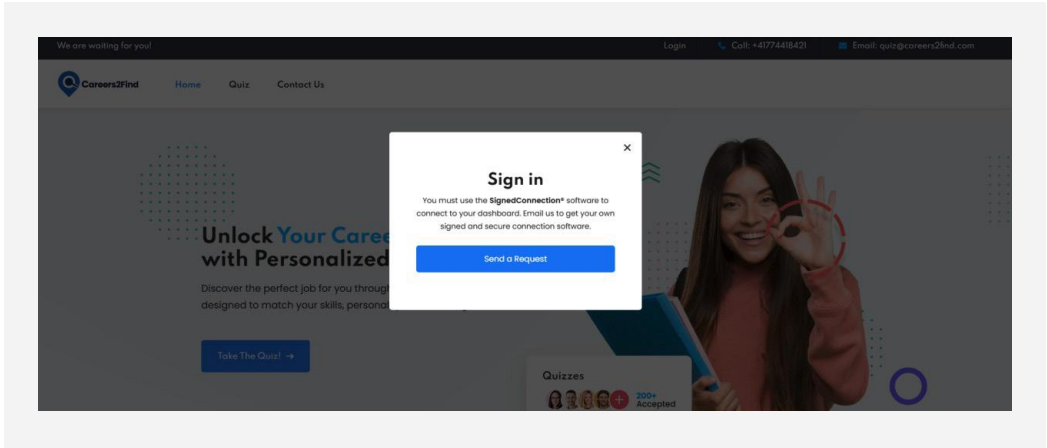 We are waiting for you!
Login
Call: +41774418421
Email: quiz@careers2find.com
Careers2Find
Home
Quiz
Contact Us
Sign in
You must use the SignedConnection® software to
connect to your dashboard. Email us to get your own
signed and secure connection software.
Send a Request
Unlock Your Caree
with Personalized
Discover the perfect job for you through
designed to match your skills, personal
Take The Quiz! →
Quizzes
200+
Accepted